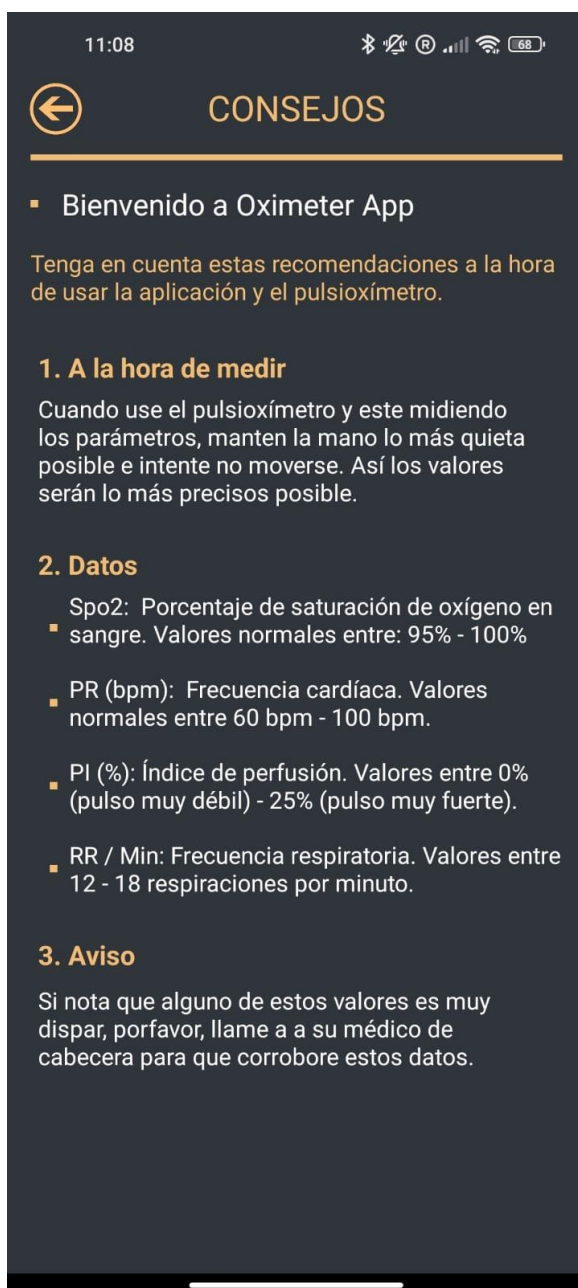 11:08
68
CONSEJOS
Bienvenido a Oximeter App
Tenga en cuenta estas recomendaciones a la hora
de usar la aplicación y el pulsioxímetro.
1. A la hora de medir
Cuando use el pulsioxímetro y este midiendo
los parámetros, manten la mano lo más quieta
posible e intente no moverse. Así los valores
serán lo más precisos posible.
2. Datos
Spo2:  Porcentaje de saturación de oxígeno en
sangre. Valores normales entre: 95% - 100%
PR (bpm):  Frecuencia cardíaca. Valores
normales entre 60 bpm - 100 bpm.
PI (%): Índice de perfusión. Valores entre 0%
(pulso muy débil) - 25% (pulso muy fuerte).
RR / Min: Frecuencia respiratoria. Valores entre
12 - 18 respiraciones por minuto.
3. Aviso
Si nota que alguno de estos valores es muy
dispar, porfavor, llame a a su médico de
cabecera para que corrobore estos datos.